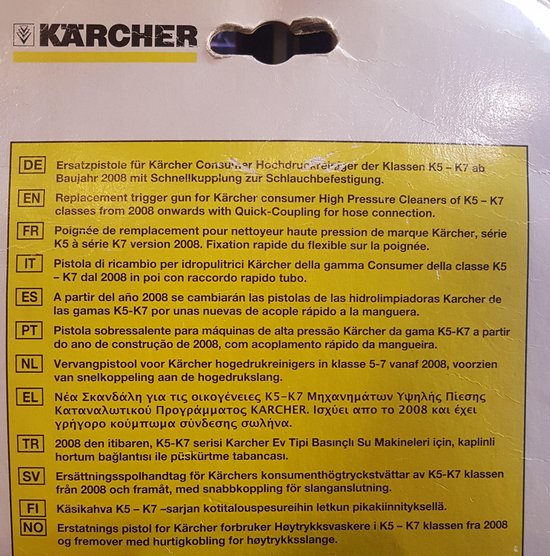 KÄRCHER
DE Ersatzpistole für Kärcher Consumer Hochdruckreiniger der Klassen K5 – K7 ab
Baujahr 2008 mit Schnellkupplung zur Schlauchbefestigung.
EN Replacement trigger gun for Kärcher consumer High Pressure Cleaners of K5 – K7
classes from 2008 onwards with Quick-Coupling for hose connection.
FR Poignée de remplacement pour nettoyeur haute pression de marque Kärcher, série
K5 à série K7 version 2008. Fixation rapide du flexible sur la poignée.
IT Pistola di ricambio per idropulitrici Kärcher della gamma Consumer della classe K5
– K7 dal 2008 in poi con raccordo rapido tubo.
ES A partir del año 2008 se cambiarán las pistolas de las hidrolimpiadoras Karcher de
las gamas K5-K7 por unas nuevas de acople rápido a la manguera.
PT Pistola sobressalente para máquinas de alta pressão Kärcher da gama K5-K7 a partir
do ano de construção de 2008, com acoplamento rápido da mangueira.
NL Vervangpistool voor Kärcher hogedrukreinigers in klasse 5-7 vanaf 2008, voorzien
van snelkoppeling aan de hogedrukslang.
EL Νέα Σκανδάλη για τις οικογένειες K5–K7 Μηχανημάτων Υψηλής Πίεσης
Καταναλωτικού Προγράμματος KARCHER. Ισχύει απο το 2008 και έχει
γρήγορο κούμπωμα σύνδεσης σωλήνα.
TR 2008 den itibaren, K5-K7 serisi Karcher Ev Tipi Basınçlı Su Makineleri için, kaplinli
hortum bağlantısı ile püskürtme tabancası.
SV Ersättningsspolhandtag för Kärchers konsumenthögtryckstvättar av K5-K7 klassen
från 2008 och framåt, med snabbkoppling för slanganslutning.
FI Käsikahva K5 – K7 –sarjan kotitalouspesureihin letkun pikakiinnityksellä.
NO Erstatnings pistol for Kärcher forbruker Høytrykksvaskere i K5 – K7 klassen fra 2008
og fremover med hurtigkobling for høytrykksslange.